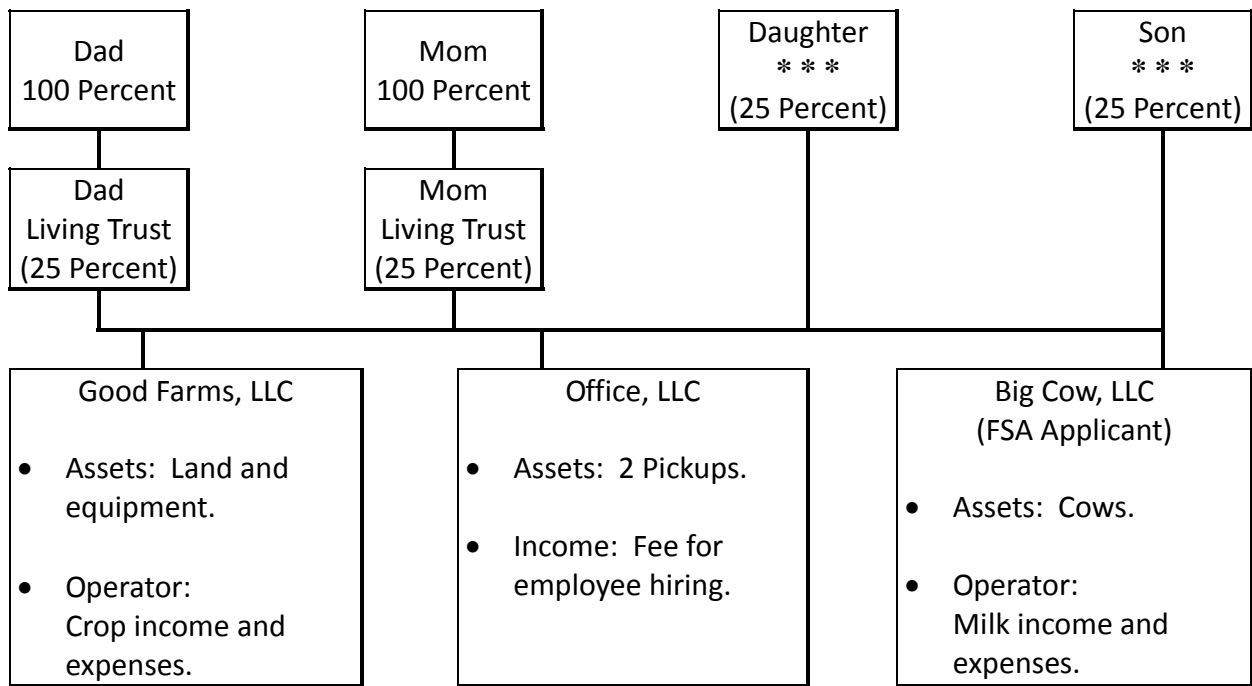 Dad
100 Percent
Mom
100 Percent
Daughter
* * *
(25 Percent)
Son
* * *
(25 Percent)
Dad
Living Trust
(25 Percent)
Mom
Living Trust
(25 Percent)
Good Farms, LLC
• Assets: Land and
equipment.
• Operator:
Crop income and
expenses.
Office, LLC
• Assets: 2 Pickups.
• Income: Fee for
employee hiring.
Big Cow, LLC
(FSA Applicant)
• Assets: Cows.
• Operator:
Milk income and
expenses.